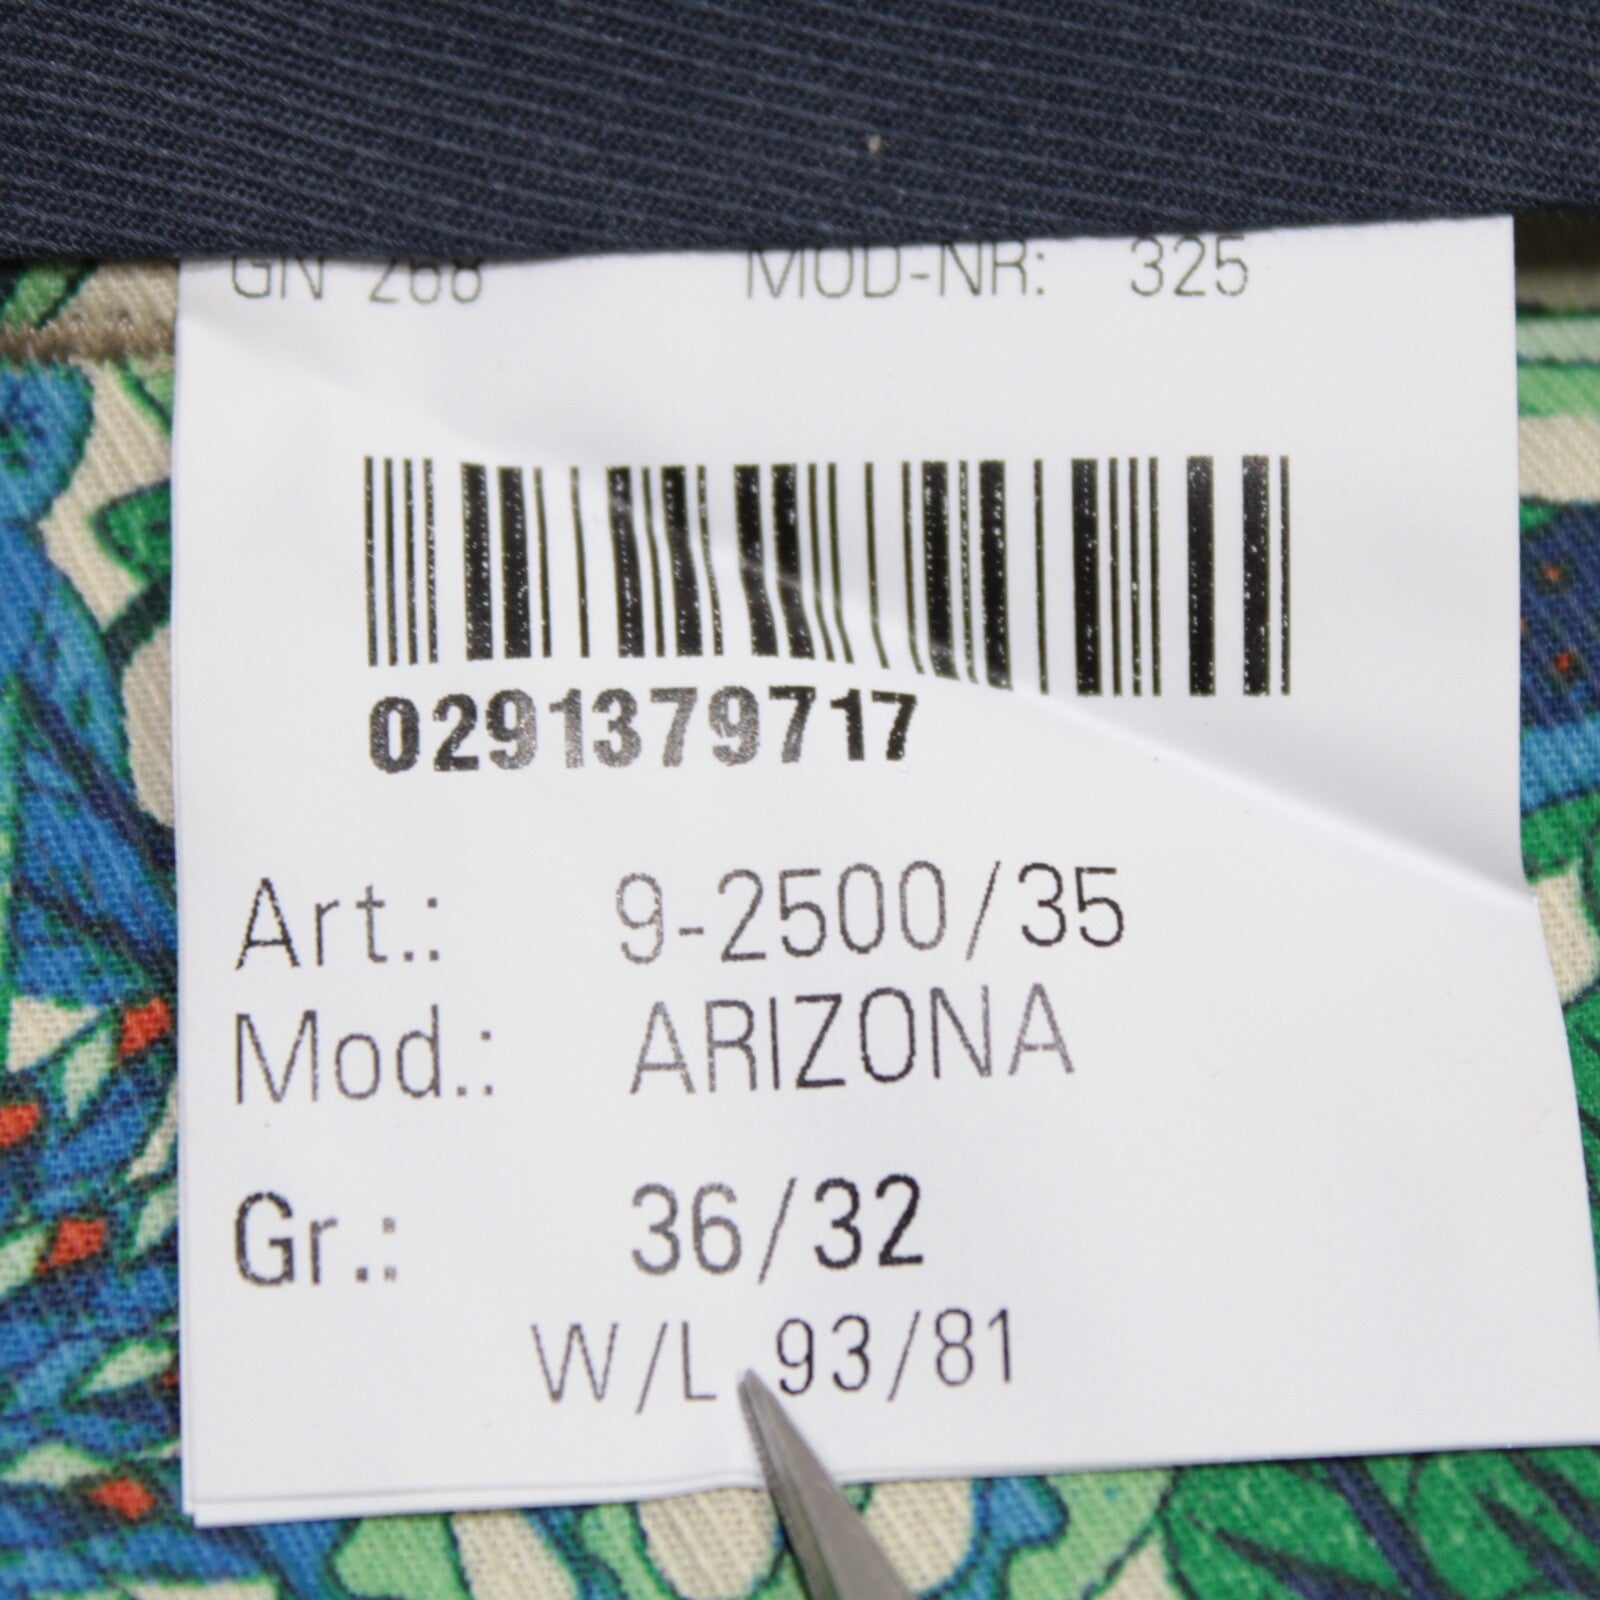 GN 268 MOD-NR: 325
0291379717
Art.: 9-2500/35
Mod.: ARIZONA
Gr.: 36/32
W/L 93/81